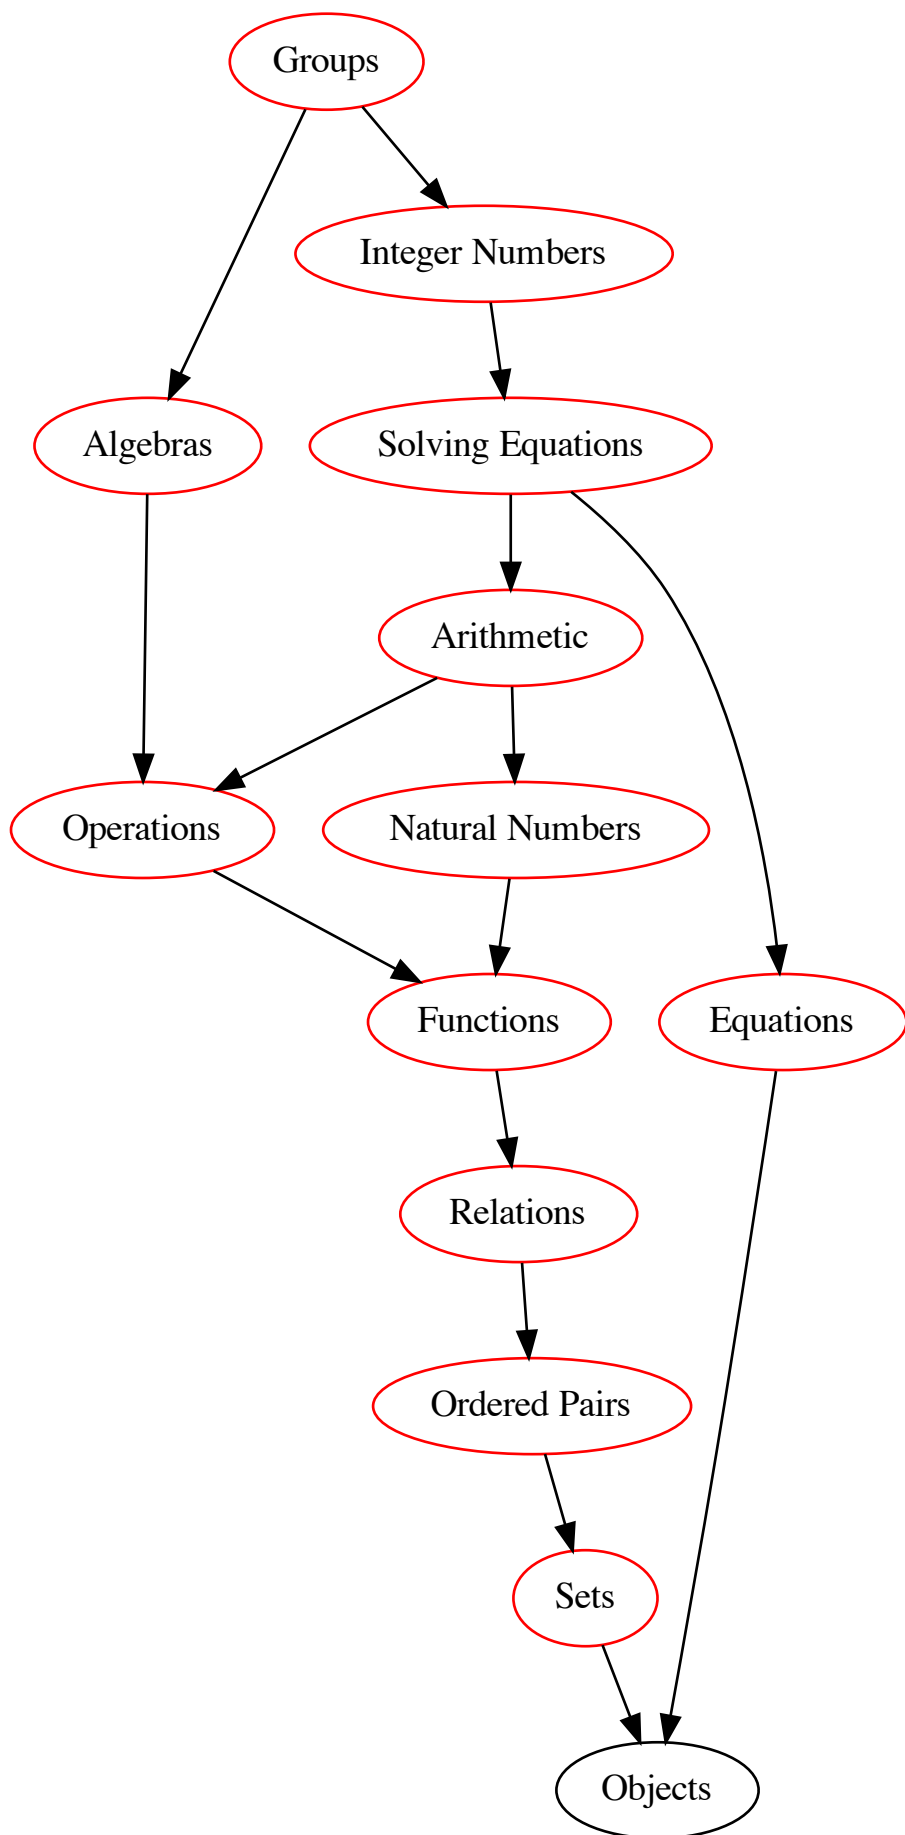 Groups
Integer Numbers
Algebras
Solving Equations
Arithmetic
Operations
Natural Numbers
Functions
Equations
Relations
Ordered Pairs
Sets
Objects